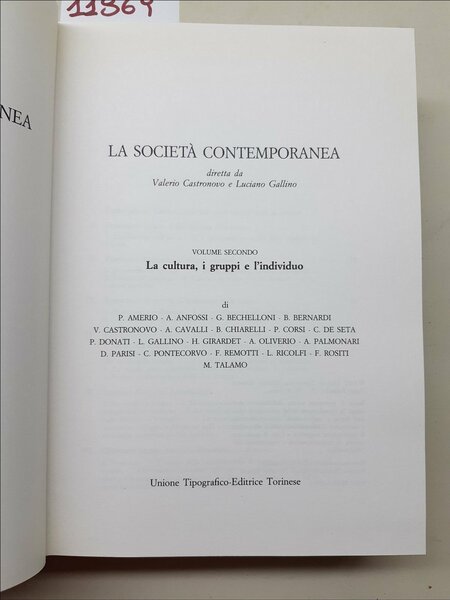 11869
NEA
LA SOCIETÀ CONTEMPORANEA
diretta da
Valerio Castronovo e Luciano Gallino
VOLUME SECONDO
La cultura, i gruppi e l'individuo
di
P. AMERIO · A. ANFOSSI · G. BECHELLONI · B. BERNARDI
V. CASTRONOVO · A. CAVALLI · B. CHIARELLI · P. CORSI · C. DE SETA
P. DONATI · L. GALLINO · H. GIRARDET · A. OLIVERIO · A. PALMONARI
D. PARISI · C. PONTECORVO · F. REMOTTI · L. RICOLFI · F. ROSITI
M. TALAMO
Unione Tipografico-Editrice Torinese